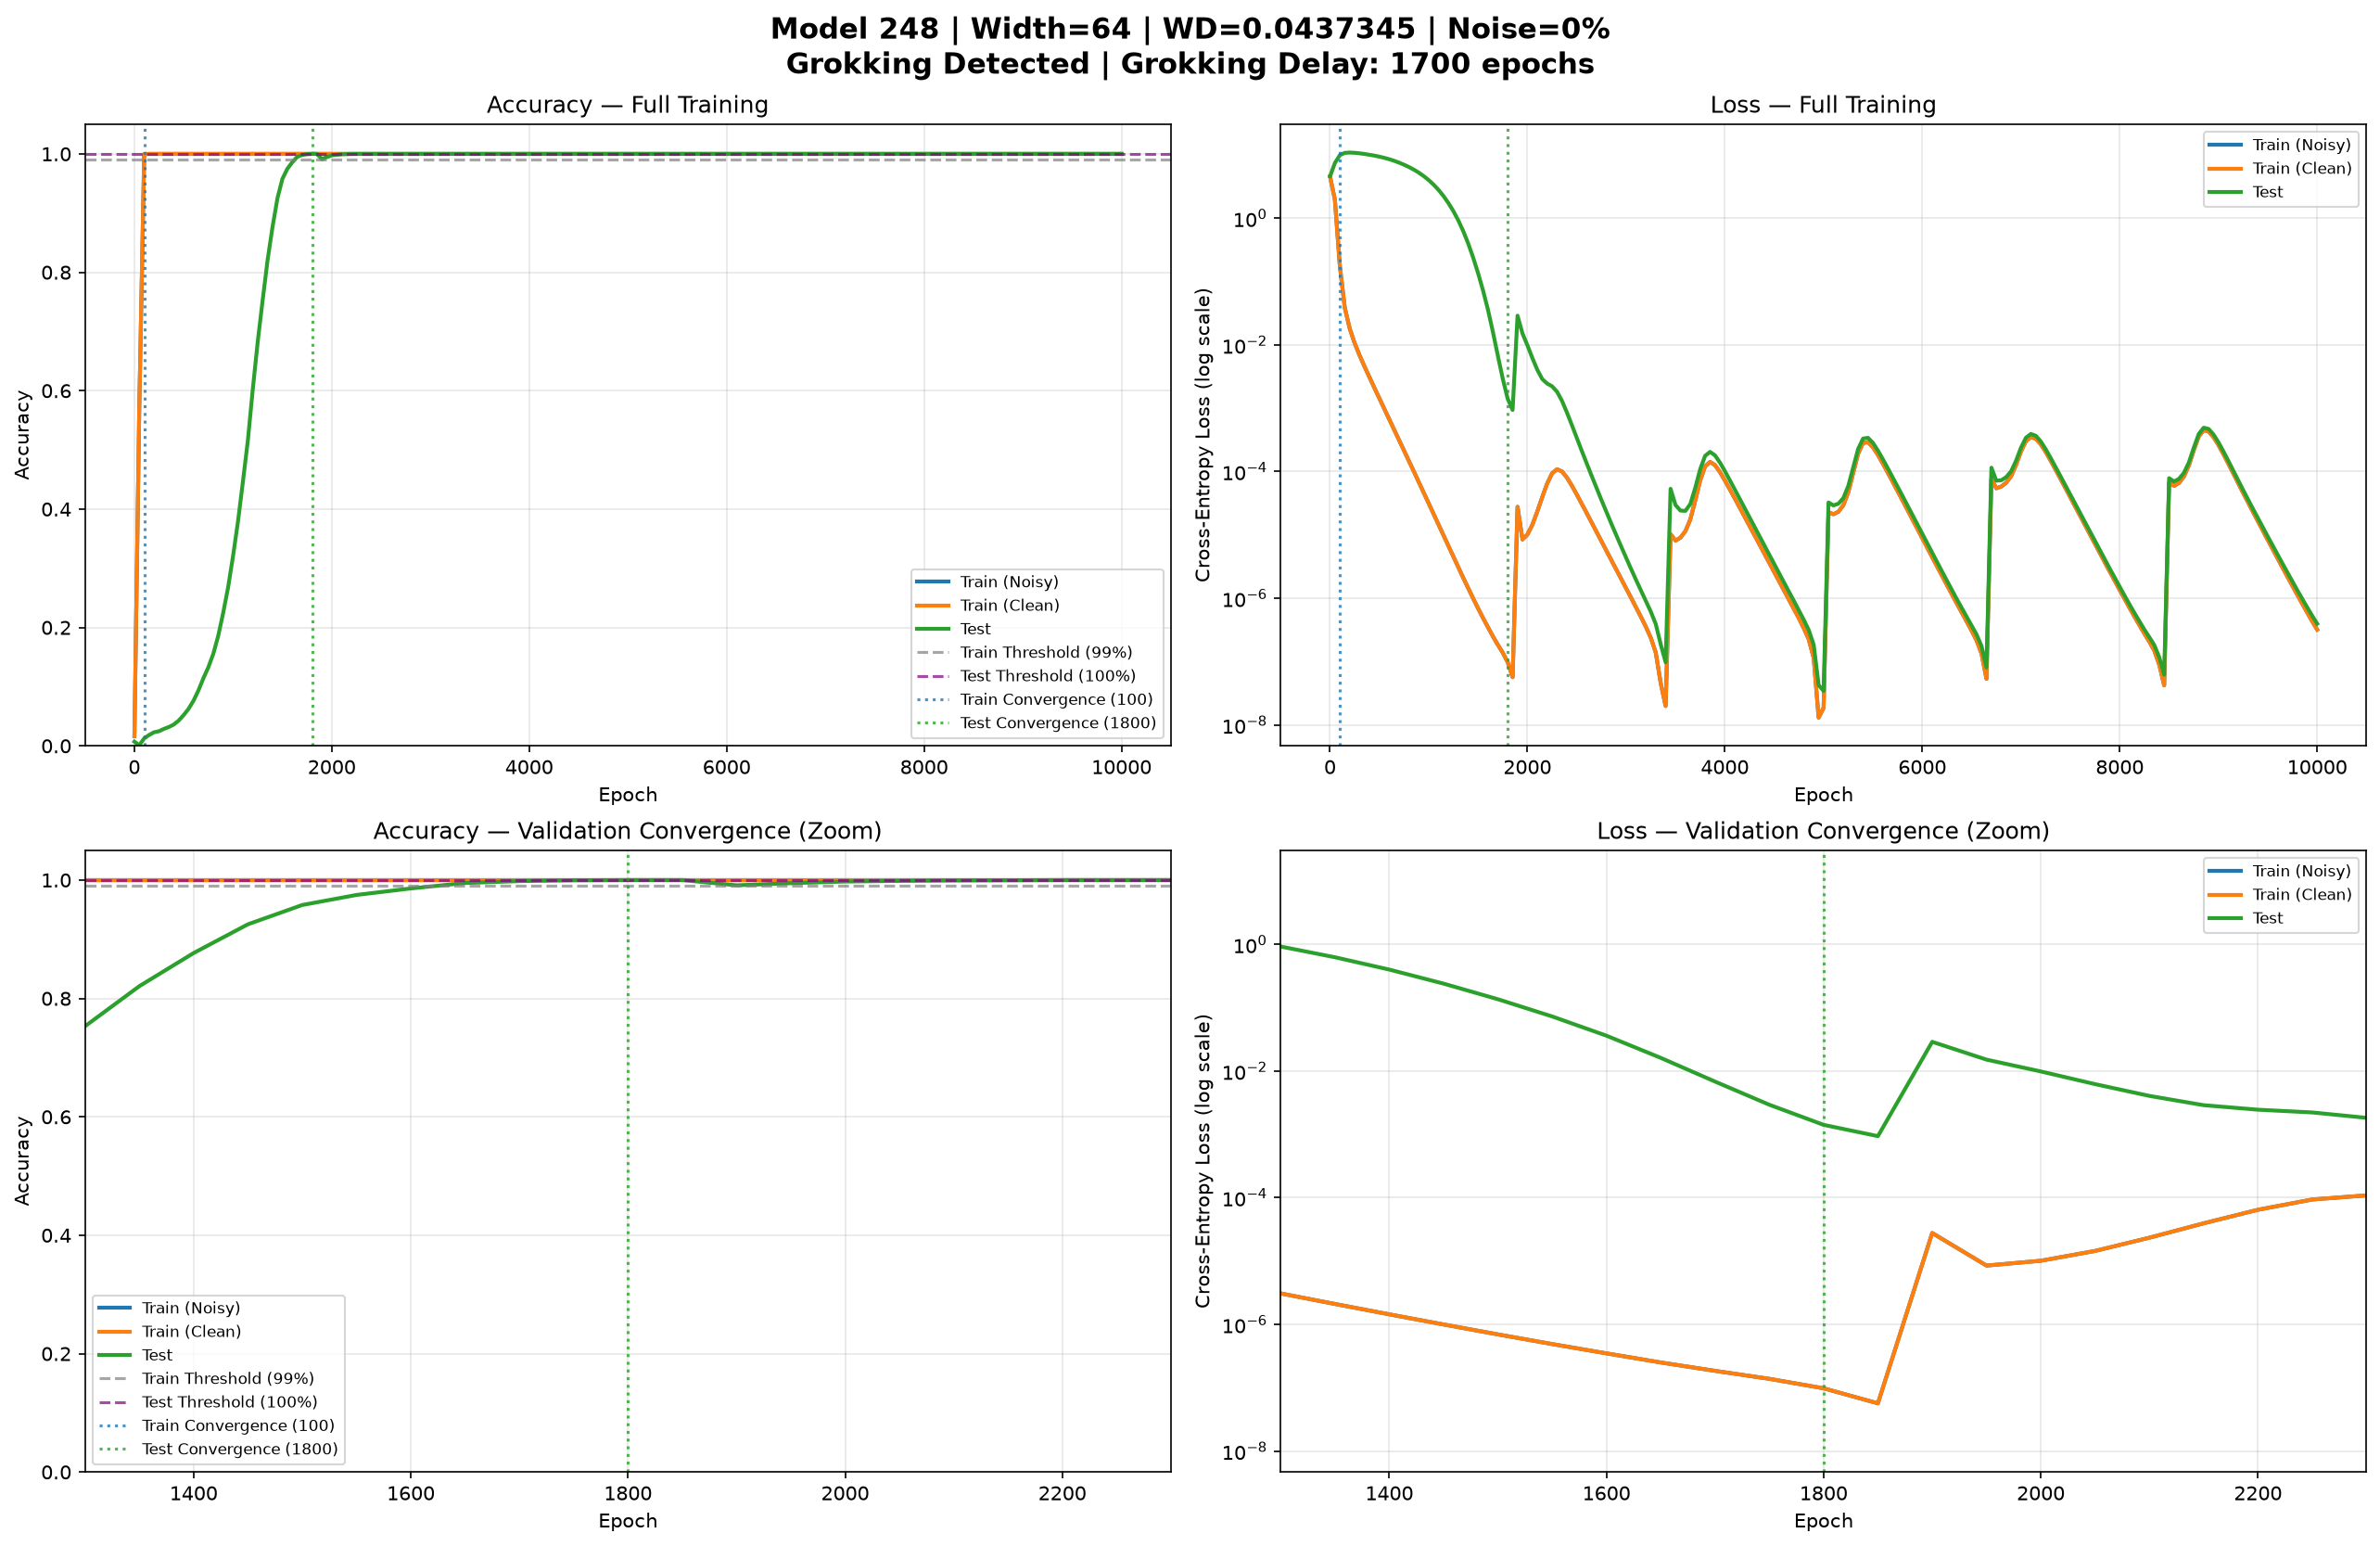 Model 248 | Width=64 | WD=0.0437345 | Noise=0%
Grokking Detected | Grokking Delay: 1700 epochs
Accuracy — Full Training
Accuracy
1.0
0.8
0.6
0.4
0.2
0.0
Train (Noisy)
Train (Clean)
Test
Train Threshold (99%)
Test Threshold (100%)
Train Convergence (100)
Test Convergence (1800)
0 2000 4000 6000 8000 10000
Epoch
Loss — Full Training
Cross-Entropy Loss (log scale)
10⁰
10⁻²
10⁻⁴
10⁻⁶
10⁻⁸
Train (Noisy)
Train (Clean)
Test
0 2000 4000 6000 8000 10000
Epoch
Accuracy — Validation Convergence (Zoom)
Accuracy
1.0
0.8
0.6
0.4
0.2
0.0
Train (Noisy)
Train (Clean)
Test
Train Threshold (99%)
Test Threshold (100%)
Train Convergence (100)
Test Convergence (1800)
1400 1600 1800 2000 2200
Epoch
Loss — Validation Convergence (Zoom)
Cross-Entropy Loss (log scale)
10⁰
10⁻²
10⁻⁴
10⁻⁶
10⁻⁸
Train (Noisy)
Train (Clean)
Test
1400 1600 1800 2000 2200
Epoch